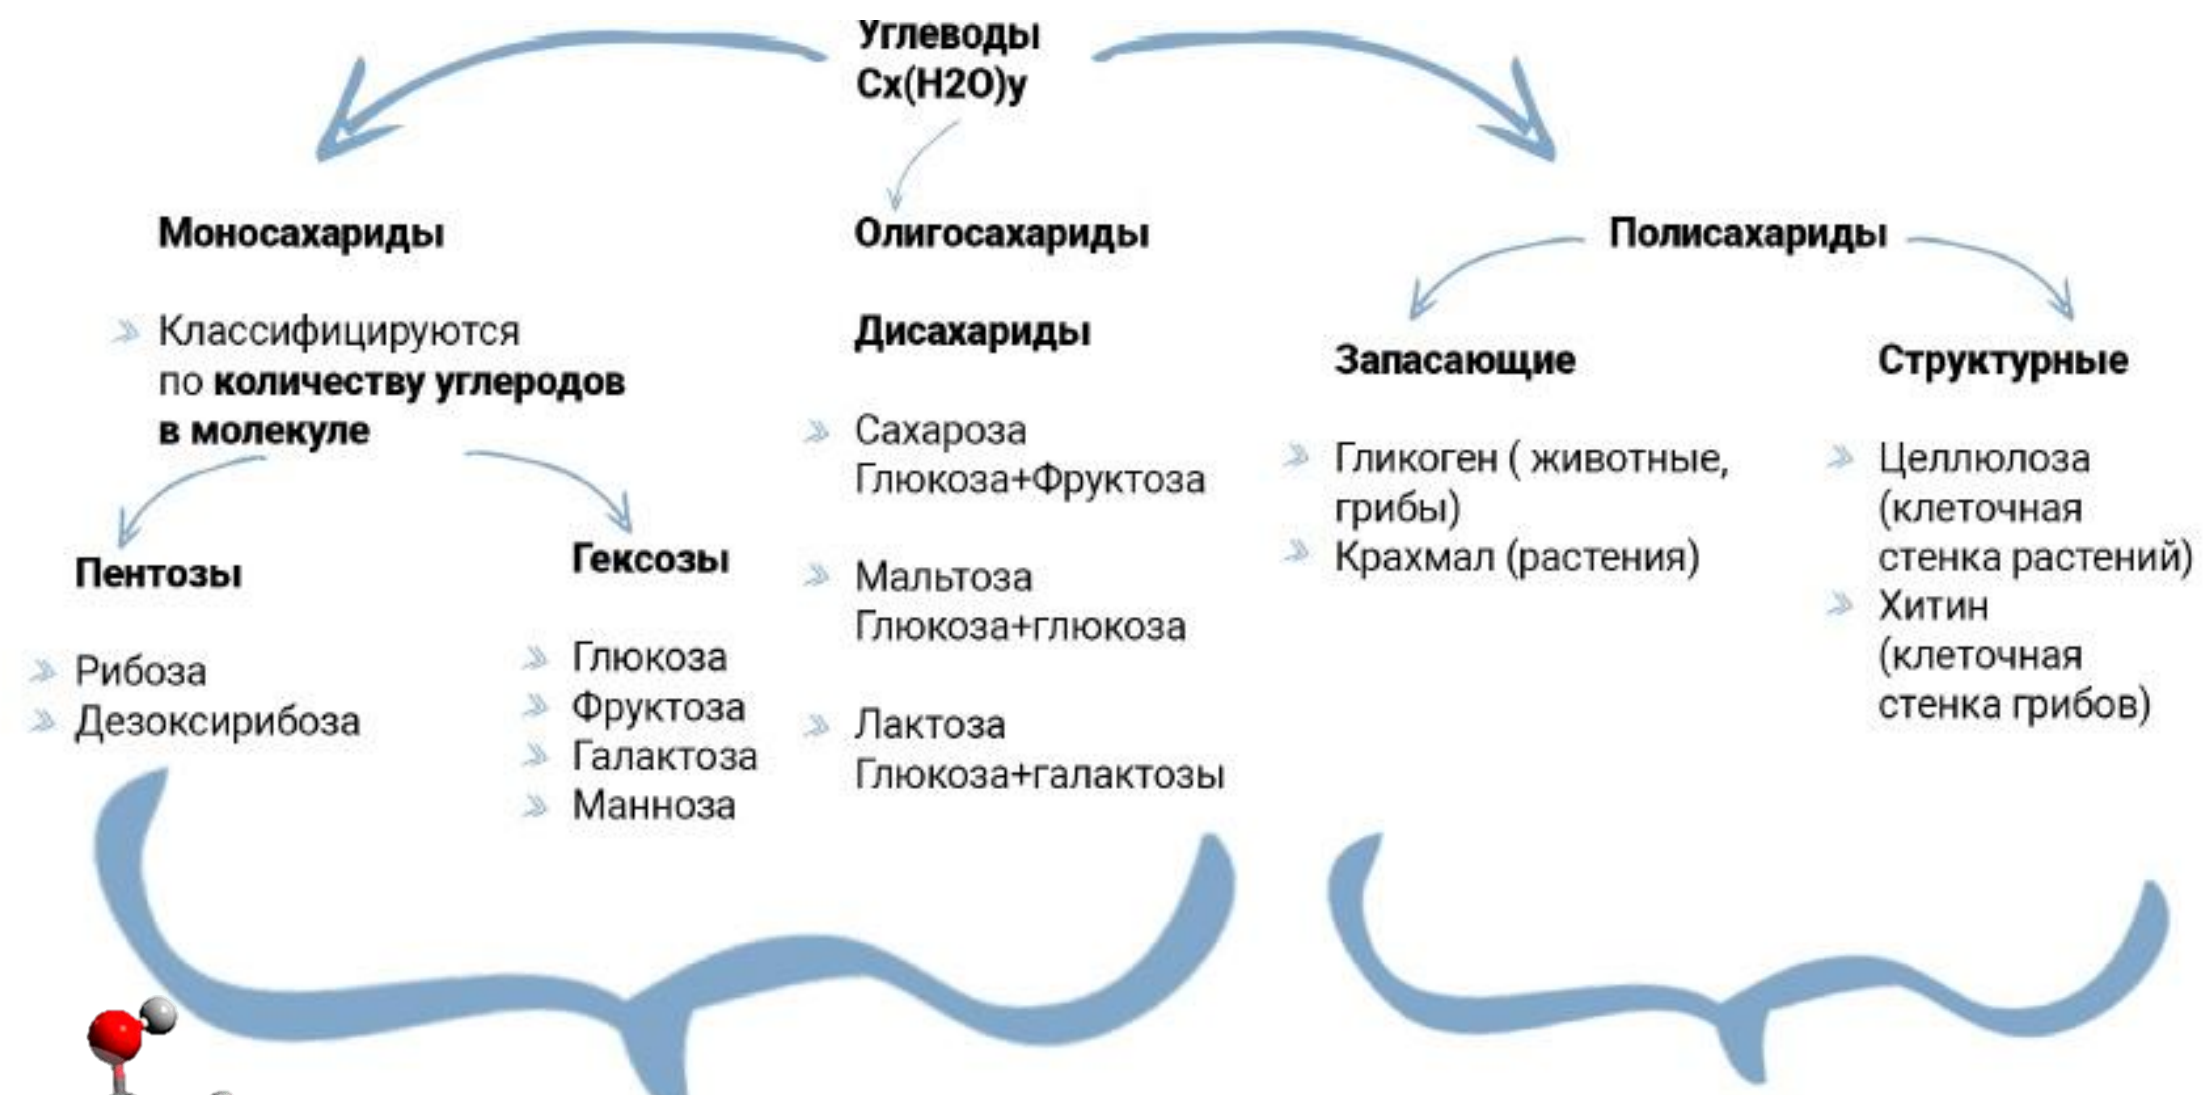 Углеводы
Cx(H2O)y
Моносахариды
Классифицируются
по количеству углеродов
в молекуле
Пентозы
Рибоза
Дезоксирибоза
Гексозы
Глюкоза
Фруктоза
Галактоза
Манноза
Олигосахариды
Дисахариды
Сахароза
Глюкоза+Фруктоза
Мальтоза
Глюкоза+глюкоза
Лактоза
Глюкоза+галактозы
Полисахариды
Запасающие
Гликоген ( животные,
грибы)
Крахмал (растения)
Структурные
Целлюлоза
(клеточная
стенка растений)
Хитин
(клеточная
стенка грибов)